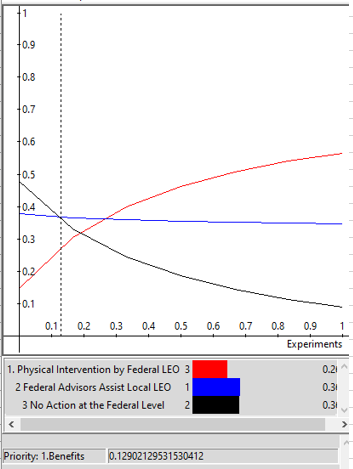 1
0.9
0.8
0.7
0.6
0.5
0.4
0.3
0.2
0.1
0.1 0.2 0.3 0.4 0.5 0.6 0.7 0.8 0.9 1
Experiments
1. Physical Intervention by Federal LEO 3
2 Federal Advisors Assist Local LEO 1
3 No Action at the Federal Level 2
Priority: 1.Benefits 0.12902129531530412